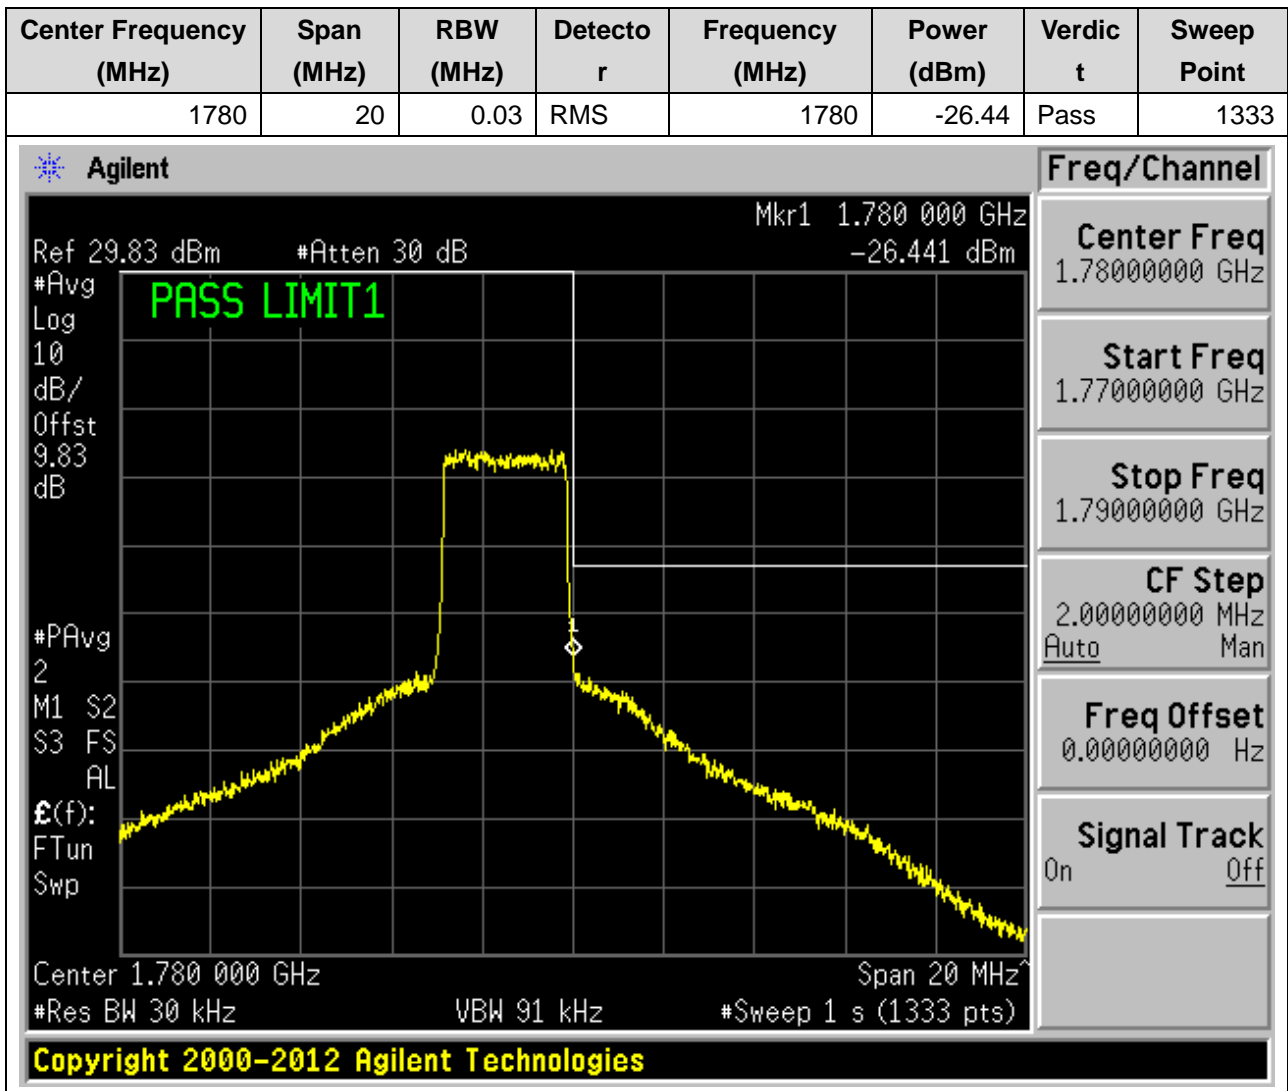 Center Frequency (MHz) Span (MHz) RBW (MHz) Detecto r Frequency (MHz) Power (dBm) Verdic t Sweep Point
1780 20 0.03 RMS 1780 -26.44 Pass 1333
Agilent
Freq/Channel
Mkr1 1.780 000 GHz
Ref 29.83 dBm #Atten 30 dB -26.441 dBm
#Avg
Log
10
dB/
Offst
9.83
dB
PASS LIMIT1
1
#PAvg
2
M1 S2
S3 FS
AL
£(f):
FTun
Swp
Center 1.780 000 GHz Span 20 MHz^
#Res BW 30 kHz VBW 91 kHz #Sweep 1 s (1333 pts)
Center Freq
1.78000000 GHz
Start Freq
1.77000000 GHz
Stop Freq
1.79000000 GHz
CF Step
2.00000000 MHz
Auto Man
Freq Offset
0.00000000 Hz
Signal Track
On Off
Copyright 2000-2012 Agilent Technologies